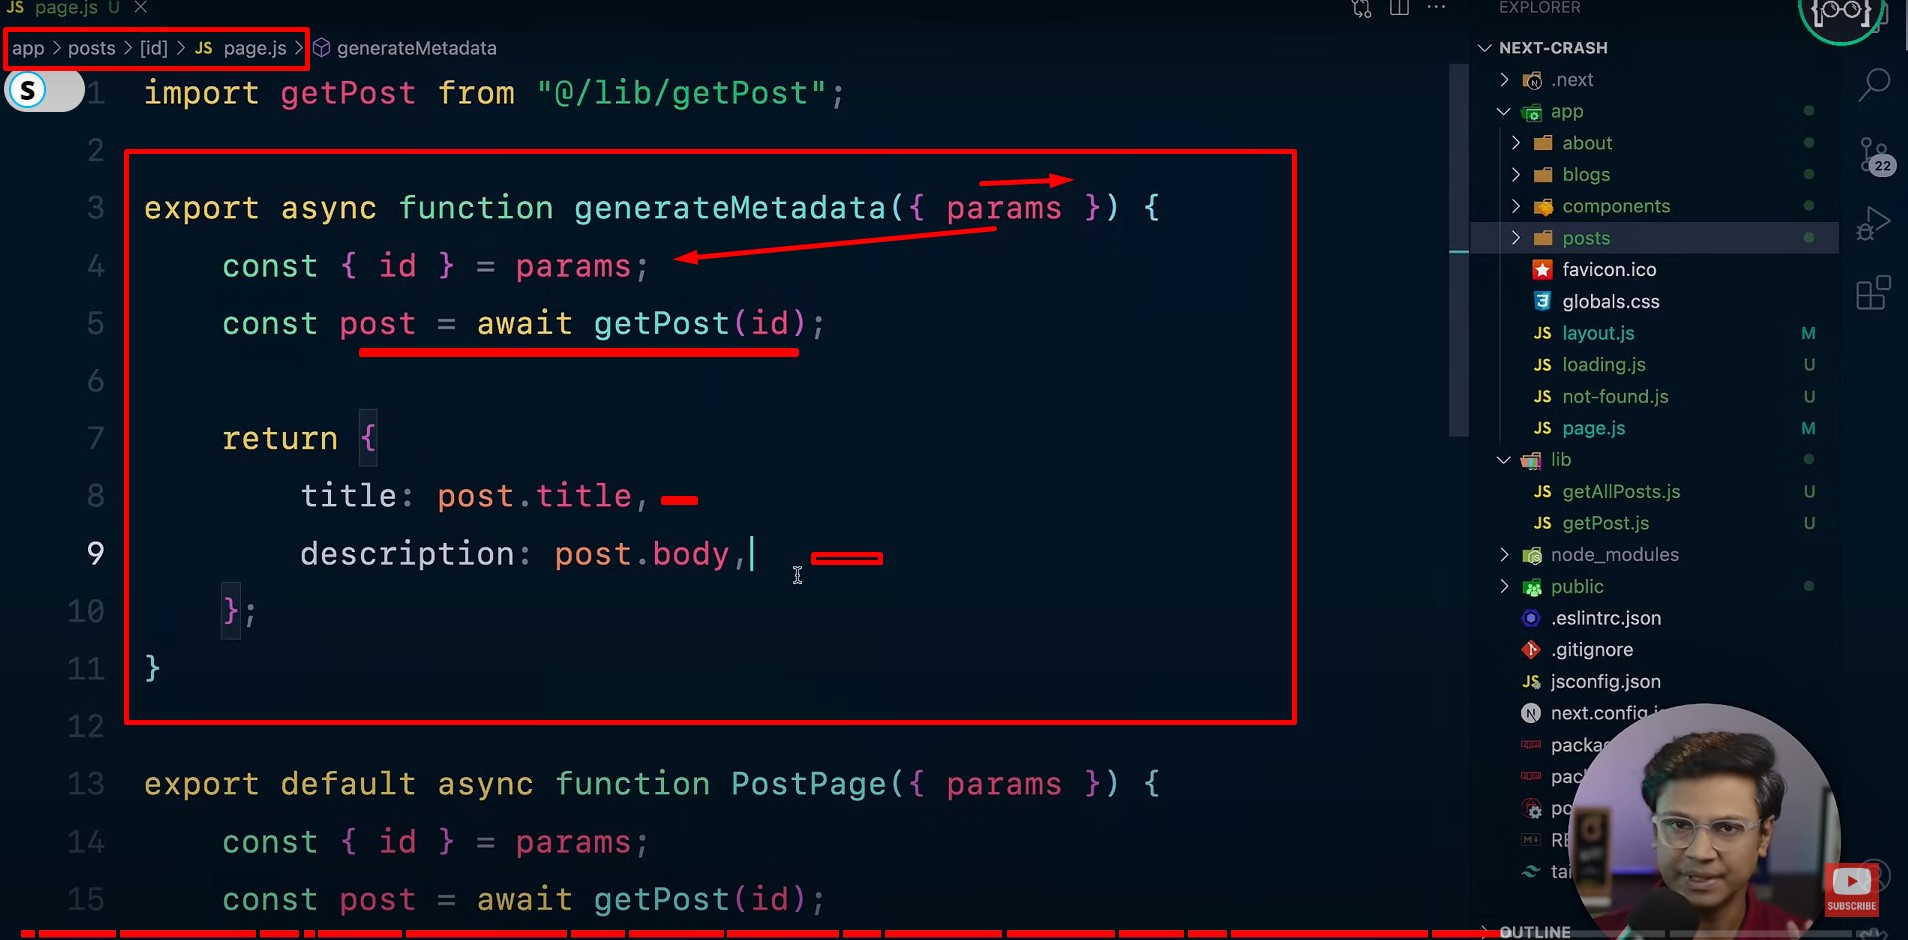 JS page.js U
EXPLORER
app > posts > [id] > JS page.js > generateMetadata
NEXT-CRASH
S
1 import getPost from "@/lib/getPost";
2
3 export async function generateMetadata({ params }) {
4 const { id } = params;
5 const post = await getPost(id);
6
7 return {
8 title: post.title,
9 description: post.body,
10 };
11 }
12
13 export default async function PostPage({ params }) {
14 const { id } = params;
15 const post = await getPost(id);
.next
app
about
blogs
components
posts
favicon.ico
globals.css
JS layout.js M
JS loading.js U
JS not-found.js U
JS page.js M
lib
JS getAllPosts.js U
JS getPost.js U
node_modules
public
.eslintrc.json
.gitignore
JS jsconfig.json
next.config
packa
pac
po
RE
tai
OUTLINE
22
SUBSCRIBE